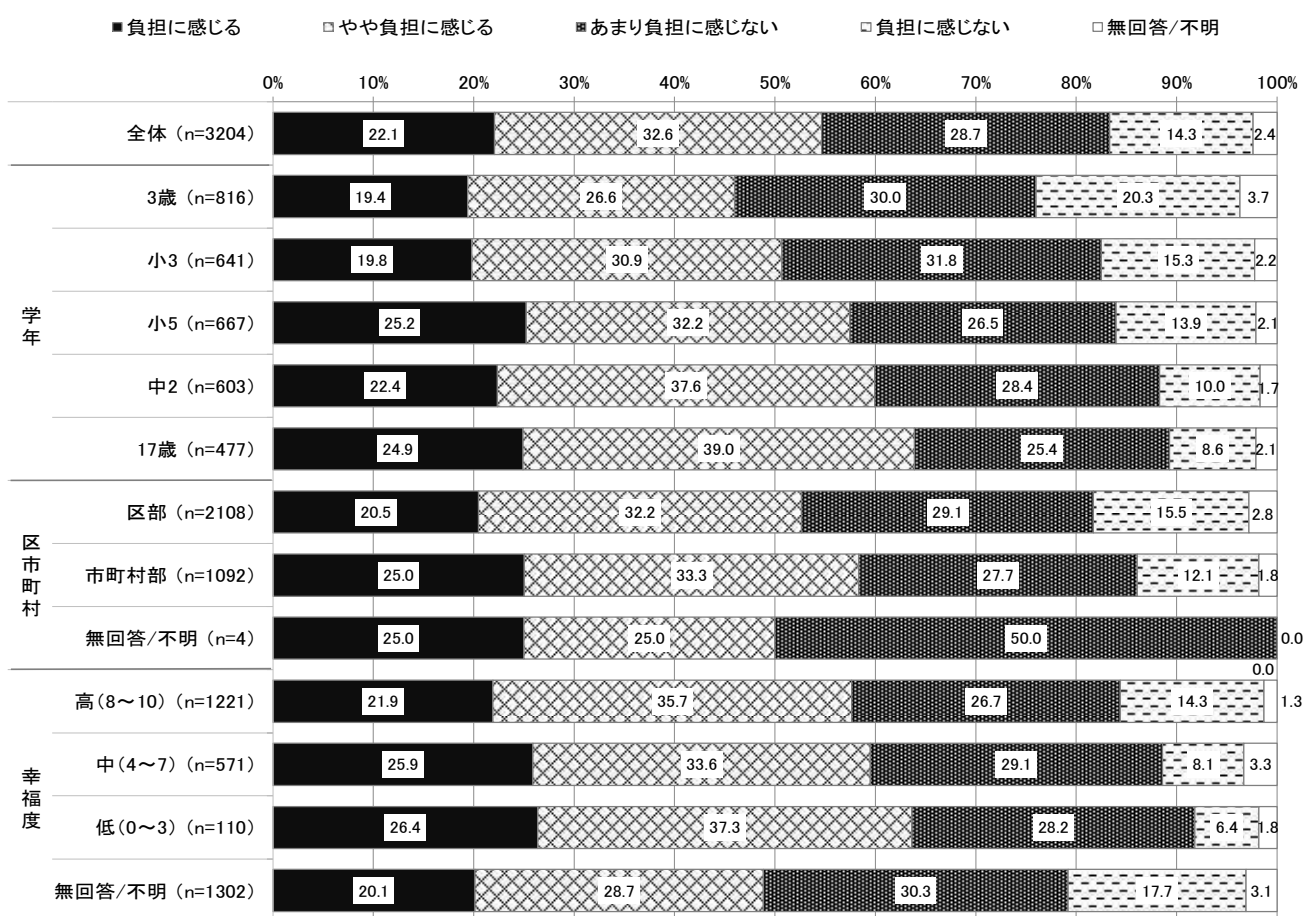 ■負担に感じる □やや負担に感じる ■あまり負担に感じない □負担に感じない □無回答/不明
0% 10% 20% 30% 40% 50% 60% 70% 80% 90% 100%
全体（n=3204） 22.1 32.6 28.7 14.3 2.4
学年
3歳（n=816） 19.4 26.6 30.0 20.3 3.7
小3（n=641） 19.8 30.9 31.8 15.3 2.2
小5（n=667） 25.2 32.2 26.5 13.9 2.1
中2（n=603） 22.4 37.6 28.4 10.0 1.7
17歳（n=477） 24.9 39.0 25.4 8.6 2.1
区市町村
区部（n=2108） 20.5 32.2 29.1 15.5 2.8
市町村部（n=1092） 25.0 33.3 27.7 12.1 1.8
無回答/不明（n=4） 25.0 25.0 50.0 0.0
0.0
幸福度
高（8～10）（n=1221） 21.9 35.7 26.7 14.3 1.3
中（4～7）（n=571） 25.9 33.6 29.1 8.1 3.3
低（0～3）（n=110） 26.4 37.3 28.2 6.4 1.8
無回答/不明（n=1302） 20.1 28.7 30.3 17.7 3.1